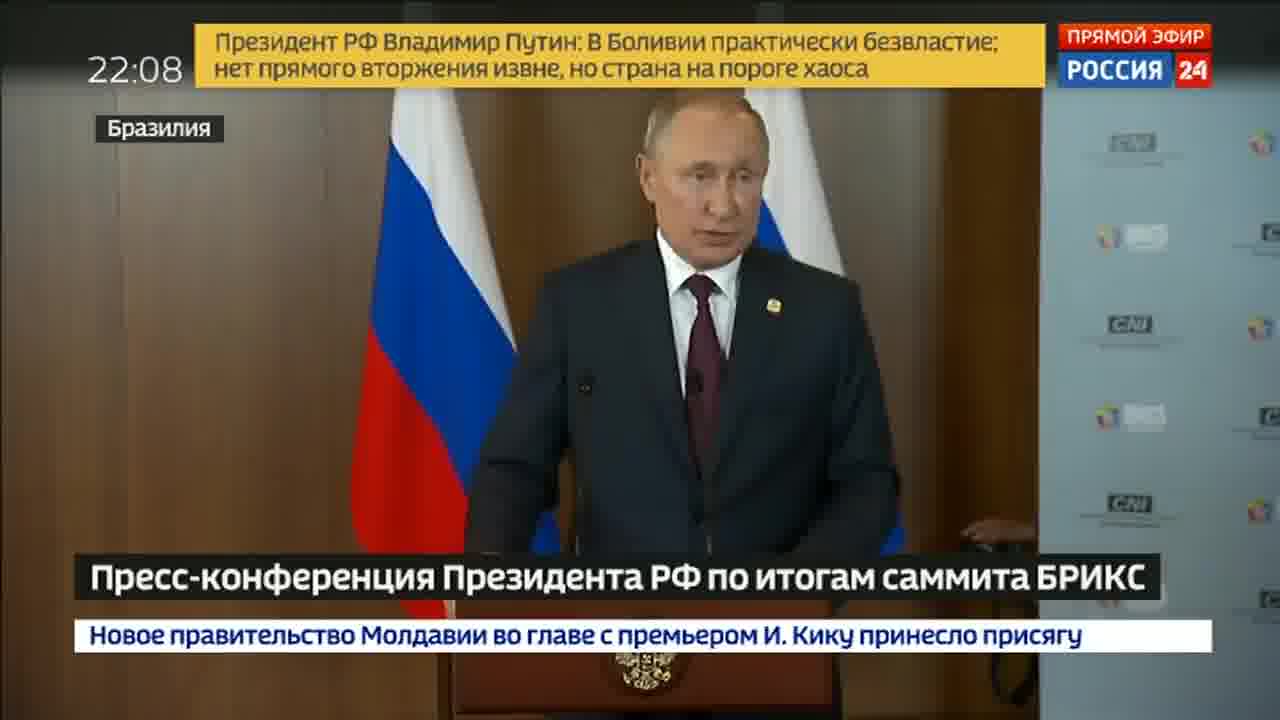 22:08
Президент РФ Владимир Путин: В Боливии практически безвластие;
нет прямого вторжения извне, но страна на пороге хаоса
ПРЯМОЙ ЭФИР
РОССИЯ 24
Бразилия
CNI
CNI
CNI
Пресс-конференция Президента РФ по итогам саммита БРИКС
Новое правительство Молдавии во главе с премьером И. Кику принесло присягу